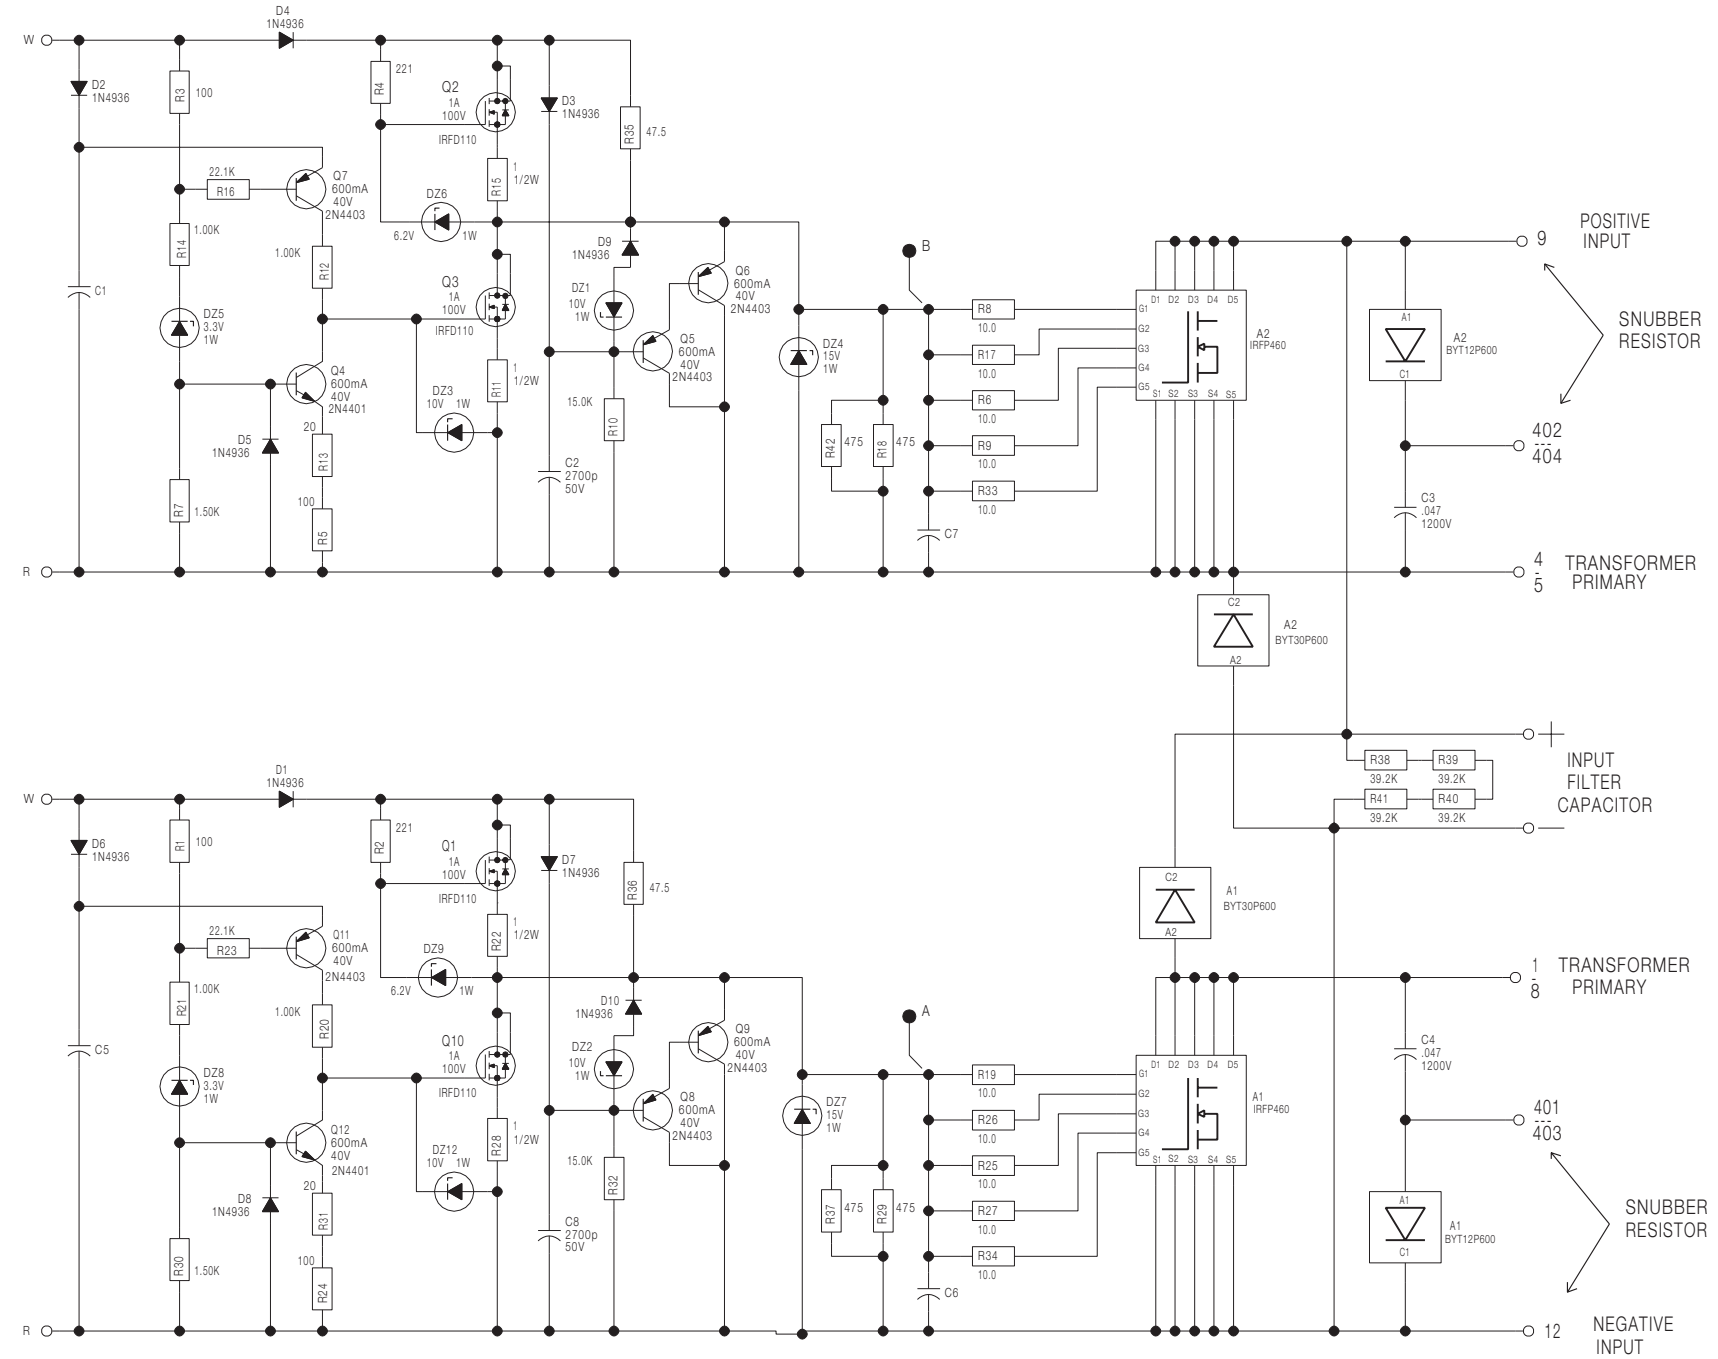 W
D4
1N4936
D2
1N4936
R3
100
R4
221
Q2
1A
100V
IRFD110
D3
1N4936
R35
47.5
22.1K
R16
Q7
600mA
40V
2N4403
R15
1
1/2W
DZ6
6.2V
1W
R14
1.00K
1.00K
R12
D9
1N4936
Q6
600mA
40V
2N4403
B
C1
DZ5
3.3V
1W
Q3
1A
100V
IRFD110
DZ1
10V
1W
Q5
600mA
40V
2N4403
DZ4
15V
1W
Q4
600mA
40V
2N4401
R11
1
1/2W
DZ3
10V
1W
15.0K
R10
D5
1N4936
20
R13
R42
475
R18
475
C2
2700p
50V
R7
1.50K
100
R5
C7
R
R8
10.0
R17
10.0
R6
10.0
R9
10.0
R33
10.0
D1
D2
D3
D4
D5
G1
G2
G3
G4
G5
S1
S2
S3
S4
S5
A2
IRFP460
A1
C1
A2
BYT12P600
C3
.047
1200V
9
POSITIVE
INPUT
SNUBBER
RESISTOR
402
---
404
4
-
5
TRANSFORMER
PRIMARY
C2
A2
A2
BYT30P600
INPUT
FILTER
CAPACITOR
R38
39.2K
R39
39.2K
R41
39.2K
R40
39.2K
W
D1
1N4936
D6
1N4936
R1
100
R2
221
Q1
1A
100V
IRFD110
D7
1N4936
R36
47.5
C2
A2
A1
BYT30P600
22.1K
R23
Q11
600mA
40V
2N4403
R22
1
1/2W
DZ9
6.2V
1W
R21
1.00K
1.00K
R20
D10
1N4936
Q9
600mA
40V
2N4403
A
C5
DZ8
3.3V
1W
Q10
1A
100V
IRFD110
DZ2
10V
1W
Q8
600mA
40V
2N4403
DZ7
15V
1W
Q12
600mA
40V
2N4401
R28
1
1/2W
DZ12
10V
1W
15.0K
R32
D8
1N4936
20
R31
R37
475
R29
475
C8
2700p
50V
R30
1.50K
100
R24
C6
R
R19
10.0
R26
10.0
R25
10.0
R27
10.0
R34
10.0
D1
D2
D3
D4
D5
G1
G2
G3
G4
G5
S1
S2
S3
S4
S5
A1
IRFP460
1
-
8
TRANSFORMER
PRIMARY
C4
.047
1200V
401
---
403
A1
C1
A1
BYT12P600
SNUBBER
RESISTOR
12
NEGATIVE
INPUT